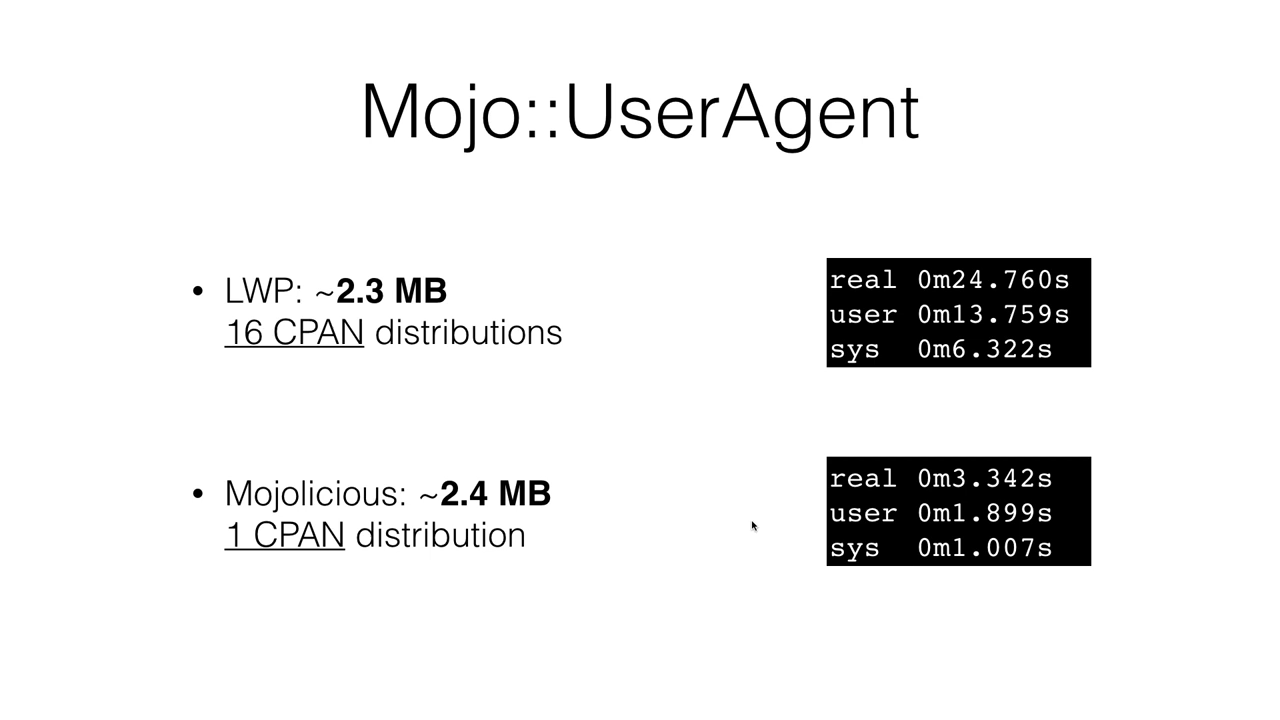 Mojo::UserAgent
• LWP: ~2.3 MB
16 CPAN distributions
real 0m24.760s
user 0m13.759s
sys 0m6.322s
• Mojolicious: ~2.4 MB
1 CPAN distribution
real 0m3.342s
user 0m1.899s
sys 0m1.007s